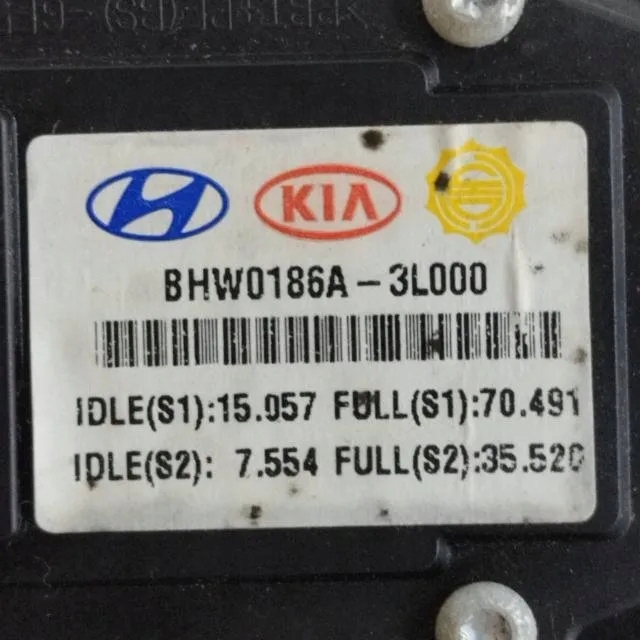 KIA
BHW0186A-3L000
IDLE(S1):15.057 FULL(S1):70.491
IDLE(S2): 7.554 FULL(S2):35.520